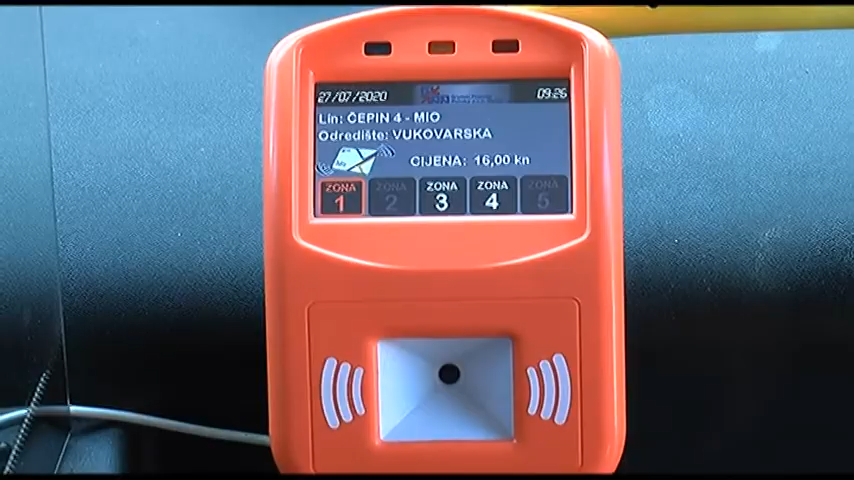 27/07/2020 09:26
Lin: ČEPIN 4 - MIO
Odredište: VUKOVARSKA
CIJENA: 16,00 kn
ZONA ZONA ZONA ZONA ZONA
1 2 3 4 5